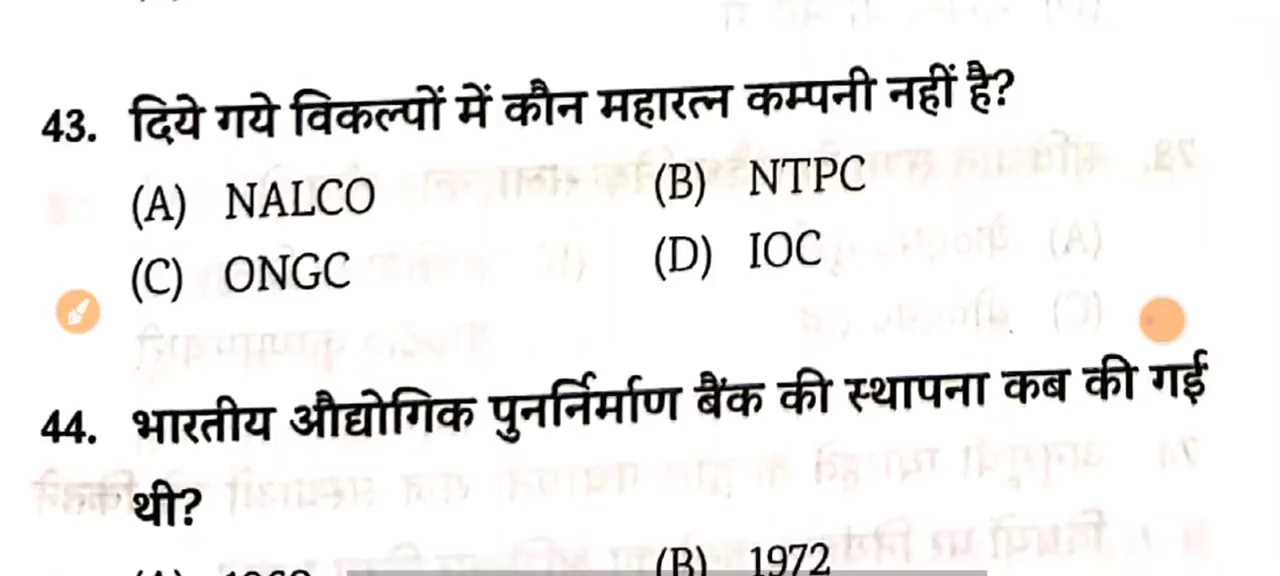 43. दिये गये विकल्पों में कौन महारत्न कम्पनी नहीं है?
(A) NALCO (B) NTPC
(C) ONGC (D) IOC
44. भारतीय औद्योगिक पुनर्निर्माण बैंक की स्थापना कब की गई
थी?
(B) 1972